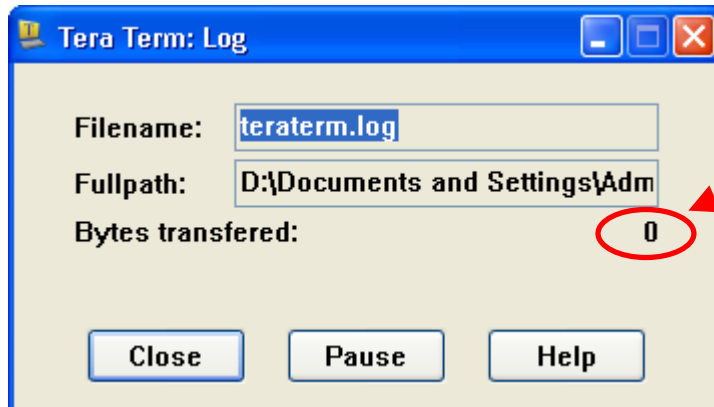 Tera Term: Log
Filename: teraterm.log
Fullpath: D:\Documents and Settings\Adm
Bytes transfered: 0
Close Pause Help